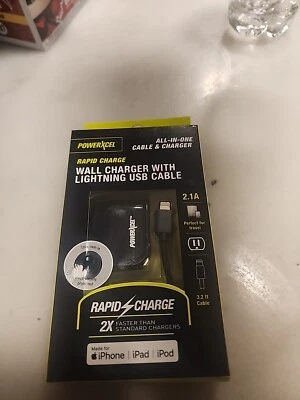 POWERXCEL
ALL-IN-ONE
CABLE & CHARGER
RAPID CHARGE
WALL CHARGER WITH
LIGHTNING USB CABLE
2.1A
Perfect for
travel
POWERXCEL
3.2 ft
Cable
RAPID CHARGE
2X FASTER THAN
STANDARD CHARGERS
Made for
iPhone | iPad | iPod